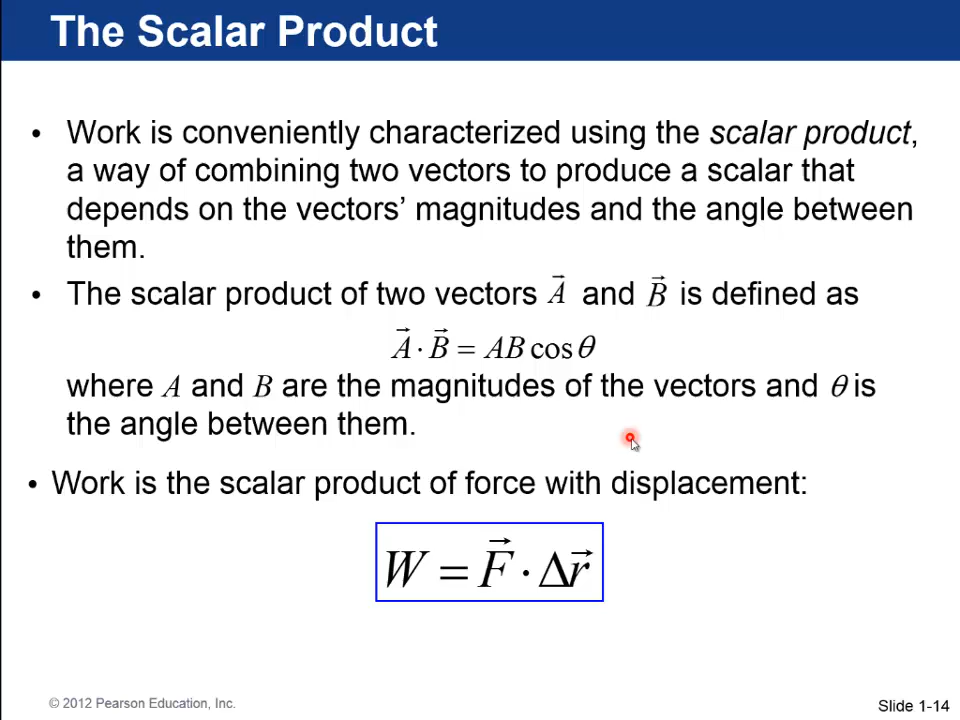 The Scalar Product
• Work is conveniently characterized using the scalar product,
a way of combining two vectors to produce a scalar that
depends on the vectors’ magnitudes and the angle between
them.
• The scalar product of two vectors A⃗ and B⃗ is defined as
A⃗ · B⃗ = AB cos θ
where A and B are the magnitudes of the vectors and θ is
the angle between them.
• Work is the scalar product of force with displacement:
W = F⃗ · Δr⃗
© 2012 Pearson Education, Inc.
Slide 1-14